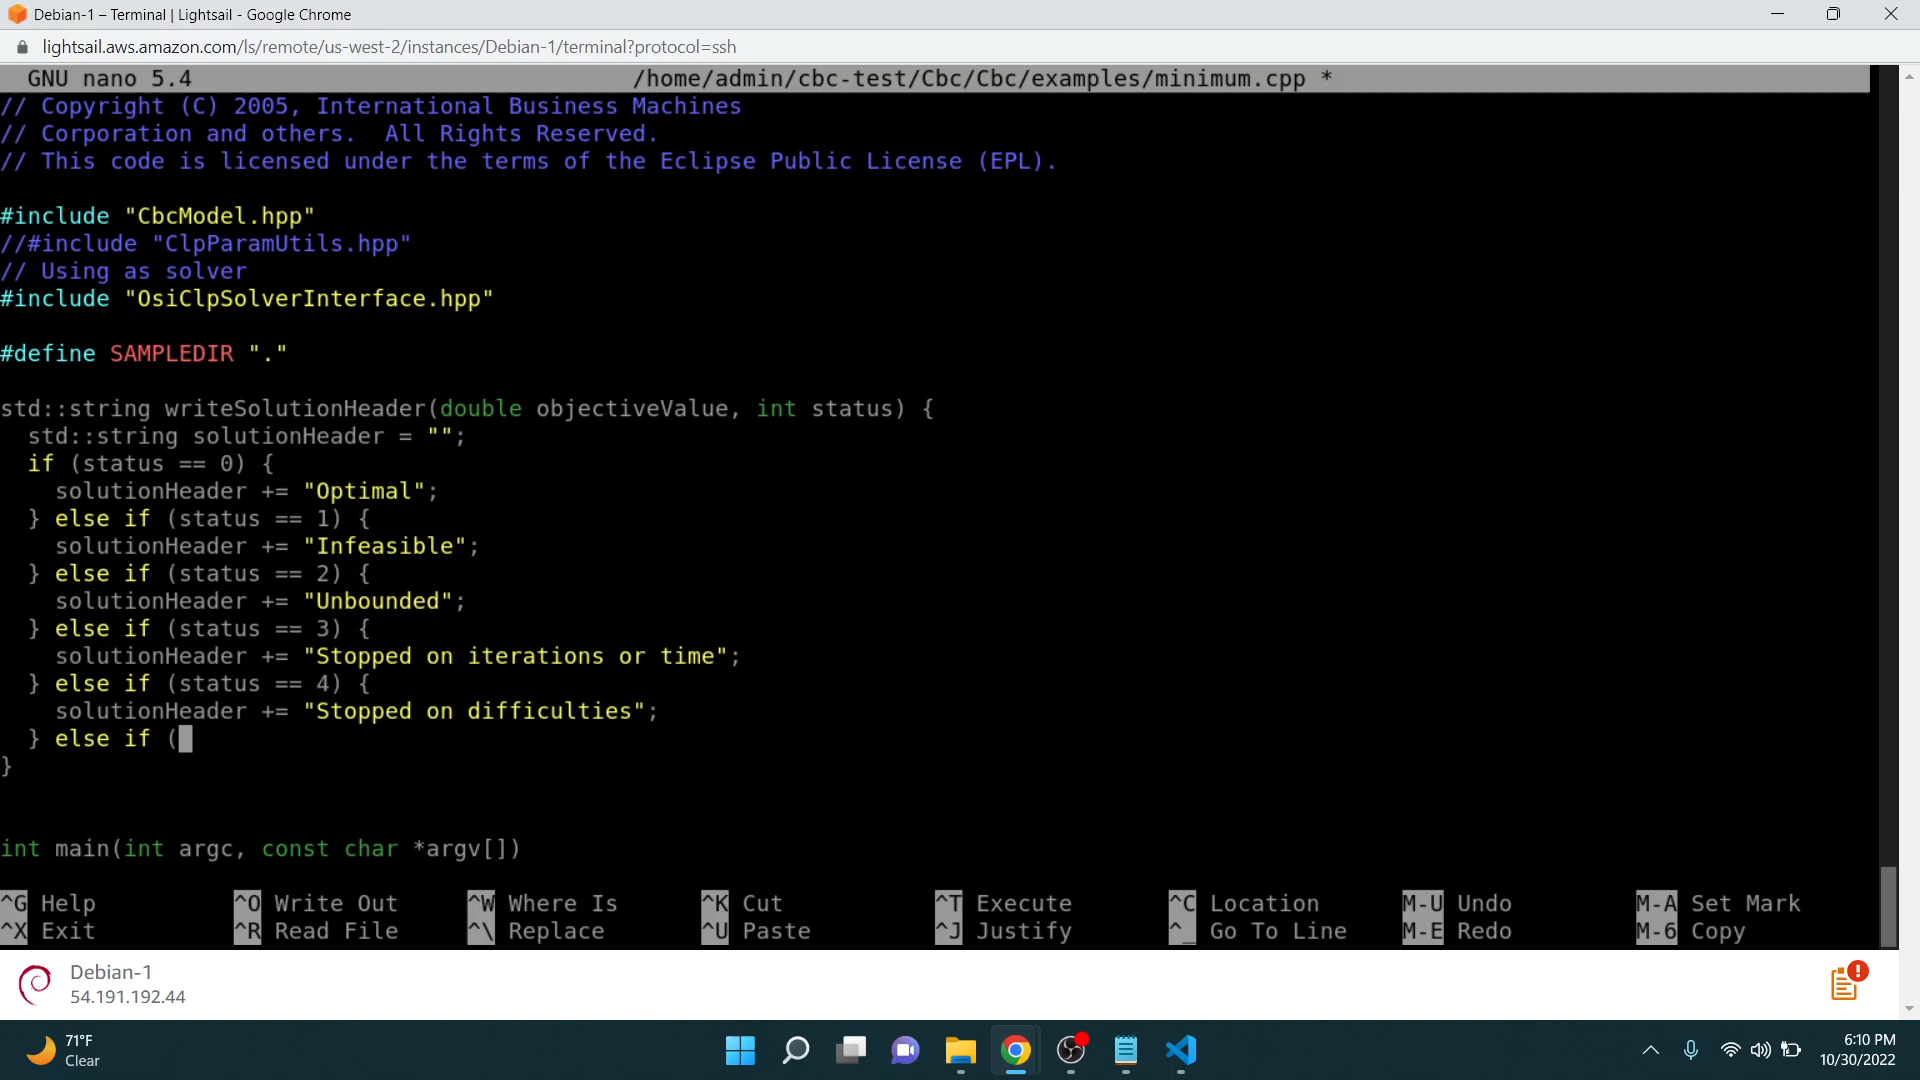 Debian-1 – Terminal | Lightsail - Google Chrome
lightsail.aws.amazon.com/ls/remote/us-west-2/instances/Debian-1/terminal?protocol=ssh
GNU nano 5.4 /home/admin/cbc-test/Cbc/Cbc/examples/minimum.cpp *
// Copyright (C) 2005, International Business Machines
// Corporation and others.  All Rights Reserved.
// This code is licensed under the terms of the Eclipse Public License (EPL).
#include "CbcModel.hpp"
//#include "ClpParamUtils.hpp"
// Using as solver
#include "OsiClpSolverInterface.hpp"
#define SAMPLEDIR "."
std::string writeSolutionHeader(double objectiveValue, int status) {
  std::string solutionHeader = "";
  if (status == 0) {
    solutionHeader += "Optimal";
  } else if (status == 1) {
    solutionHeader += "Infeasible";
  } else if (status == 2) {
    solutionHeader += "Unbounded";
  } else if (status == 3) {
    solutionHeader += "Stopped on iterations or time";
  } else if (status == 4) {
    solutionHeader += "Stopped on difficulties";
  } else if (
}
int main(int argc, const char *argv[])
^G Help ^O Write Out ^W Where Is ^K Cut ^T Execute ^C Location M-U Undo M-A Set Mark
^X Exit ^R Read File ^\ Replace ^U Paste ^J Justify ^_ Go To Line M-E Redo M-6 Copy
Debian-1
54.191.192.44
71°F
Clear
6:10 PM
10/30/2022